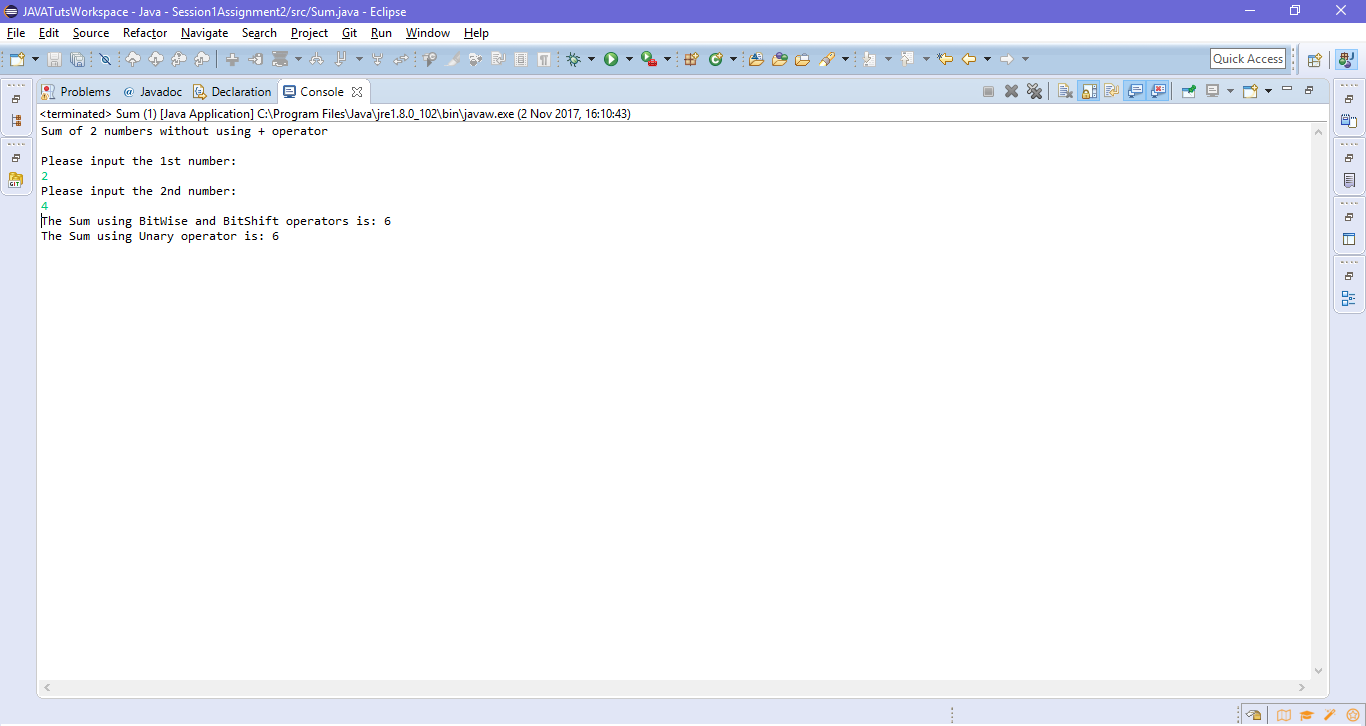 JAVATutsWorkspace - Java - Session1Assignment2/src/Sum.java - Eclipse
File Edit Source Refactor Navigate Search Project Git Run Window Help
Quick Access
Problems @ Javadoc Declaration Console
<terminated> Sum (1) [Java Application] C:\Program Files\Java\jre1.8.0_102\bin\javaw.exe (2 Nov 2017, 16:10:43)
Sum of 2 numbers without using + operator
Please input the 1st number:
2
Please input the 2nd number:
4
The Sum using BitWise and BitShift operators is: 6
The Sum using Unary operator is: 6
GIT